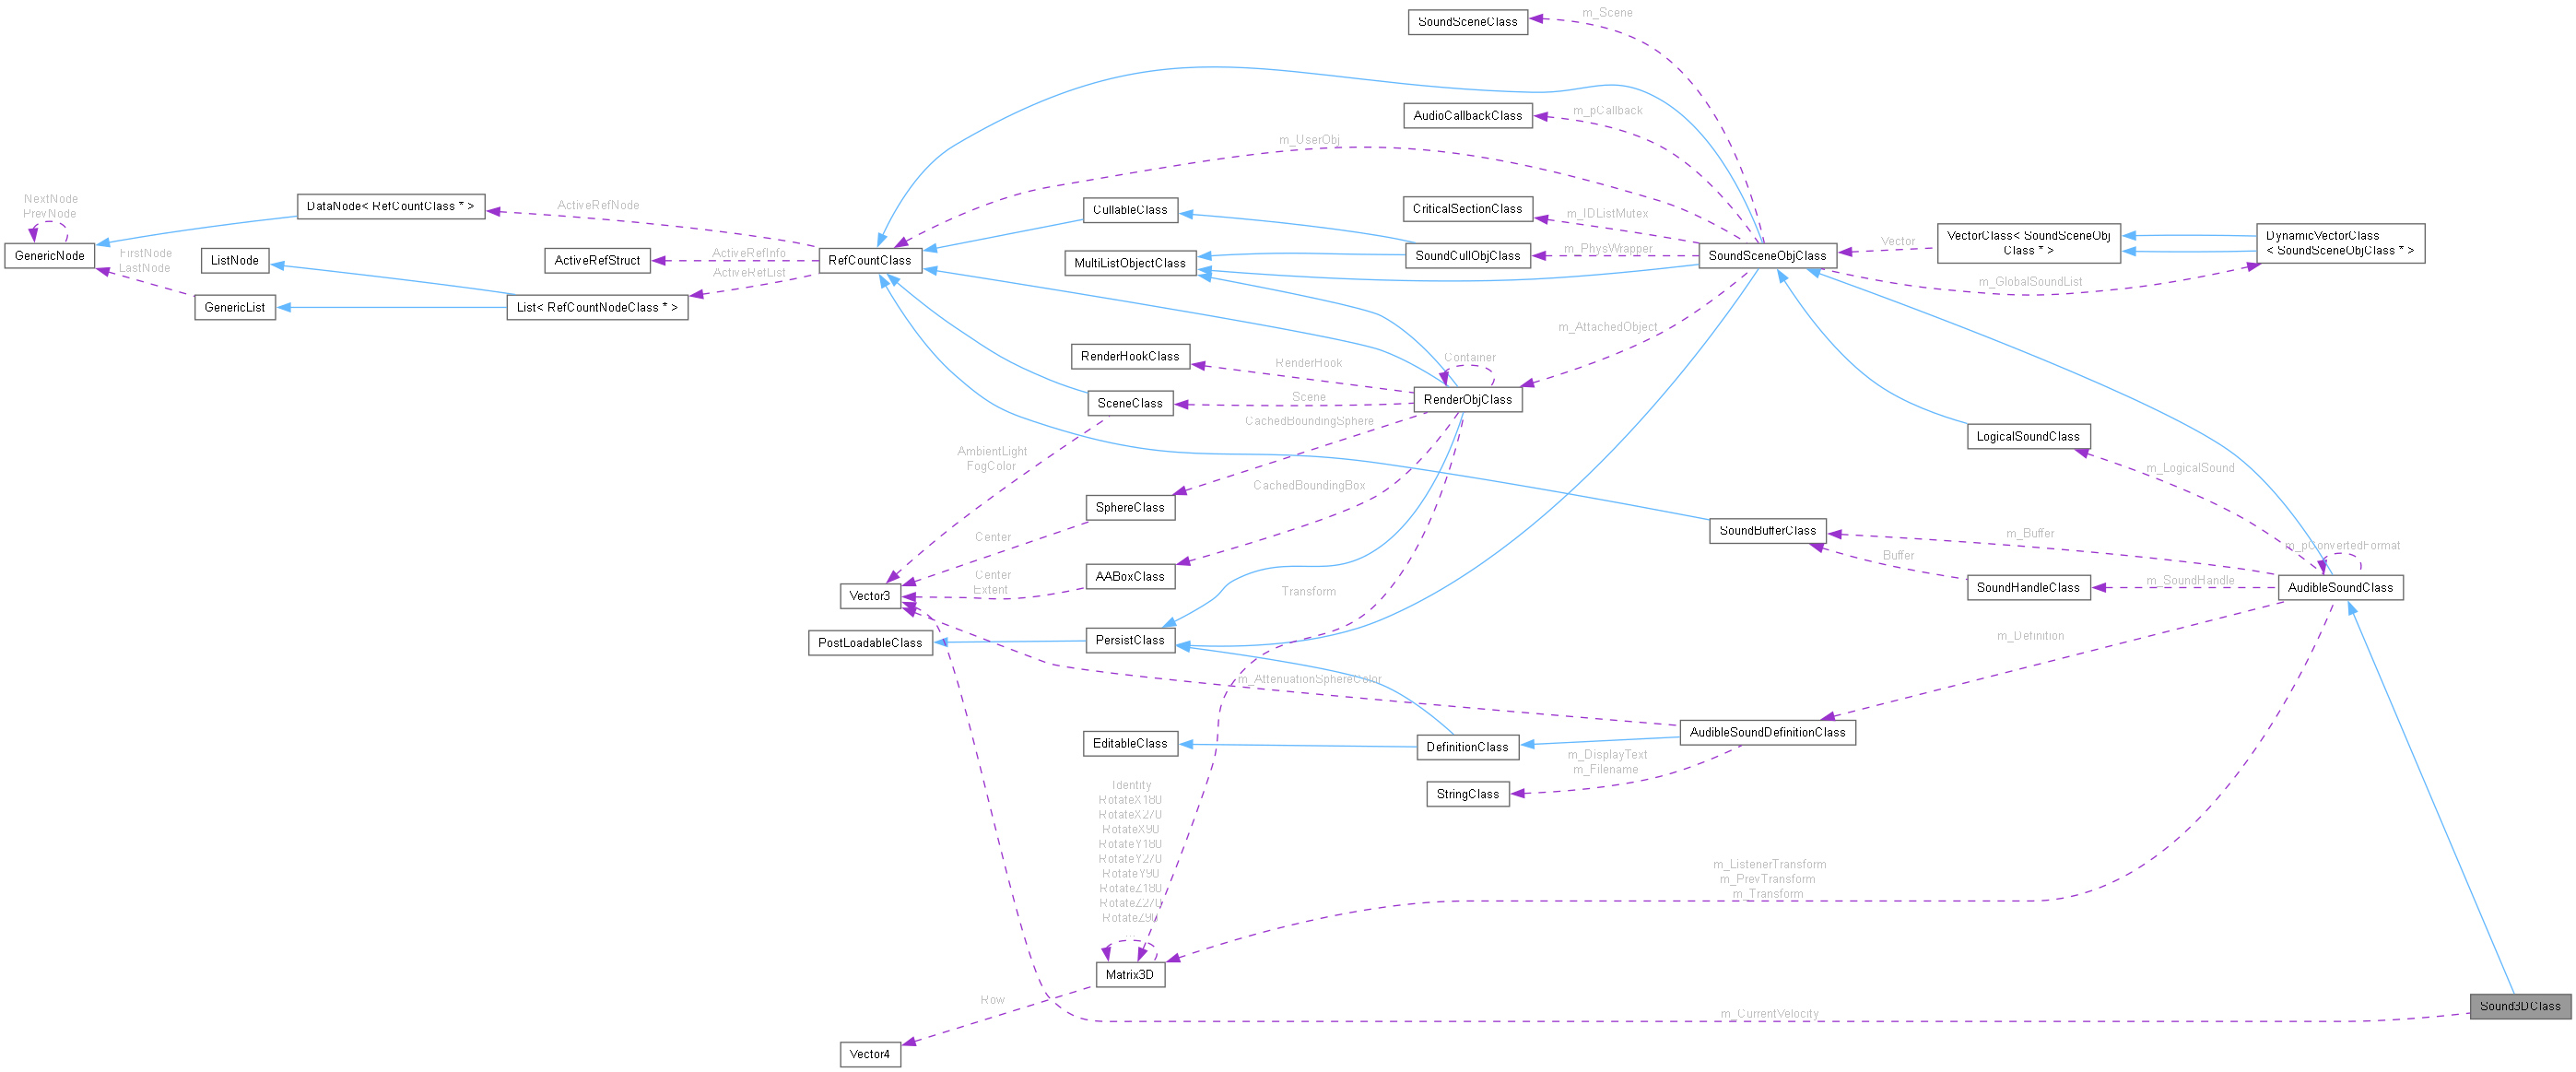 SoundSceneClass
m_Scene
AudioCallbackClass
m_pCallback
m_UserObj
NextNode
PrevNode
DataNode< RefCountClass * >
ActiveRefNode
CullableClass
CriticalSectionClass
m_IDListMutex
GenericNode
FirstNode
LastNode
ListNode
ActiveRefStruct
ActiveRefInfo
ActiveRefList
RefCountClass
MultiListObjectClass
SoundCullObjClass
m_PhysWrapper
SoundSceneObjClass
Vector
VectorClass< SoundSceneObj
Class * >
DynamicVectorClass
< SoundSceneObjClass * >
m_GlobalSoundList
GenericList
List< RefCountNodeClass * >
m_AttachedObject
RenderHookClass
RenderHook
Container
SceneClass
Scene
RenderObjClass
CachedBoundingSphere
LogicalSoundClass
m_LogicalSound
AmbientLight
FogColor
CachedBoundingBox
SphereClass
Center
SoundBufferClass
m_Buffer
m_pConvertedFormat
Buffer
AABoxClass
Center
Extent
Vector3
Transform
SoundHandleClass
m_SoundHandle
AudibleSoundClass
PostLoadableClass
PersistClass
m_Definition
m_AttenuationSphereColor
EditableClass
DefinitionClass
AudibleSoundDefinitionClass
m_DisplayText
m_Filename
StringClass
Identity
RotateX180
RotateX270
RotateX90
RotateY180
RotateY270
RotateY90
RotateZ180
RotateZ270
RotateZ90
...
m_ListenerTransform
m_PrevTransform
m_Transform
Matrix3D
Row
Sound3DClass
m_CurrentVelocity
Vector4